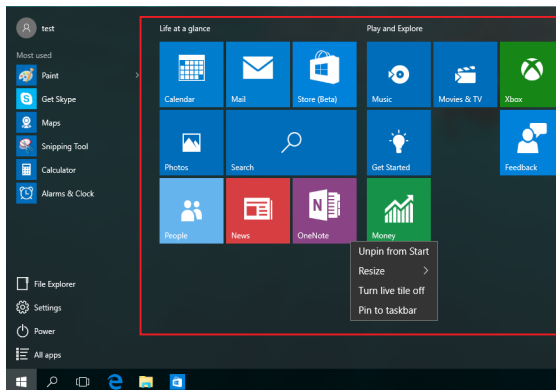 test
Most used
Paint
Get Skype
Maps
Snipping Tool
Calculator
Alarms & Clock
File Explorer
Settings
Power
All apps
Life at a glance
Calendar
Mail
Store (Beta)
Photos
Search
People
News
OneNote
Play and Explore
Music
Movies & TV
Xbox
Get Started
Feedback
Money
Unpin from Start
Resize
Turn live tile off
Pin to taskbar